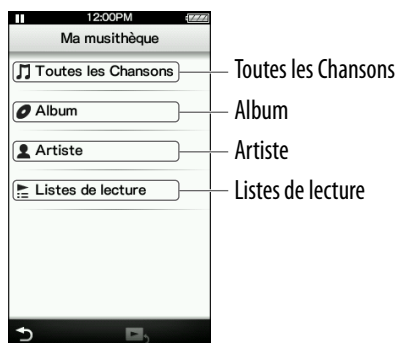 12:00PM
Ma musithèque
Toutes les Chansons
Toutes les Chansons
Album
Album
Artiste
Artiste
Listes de lecture
Listes de lecture